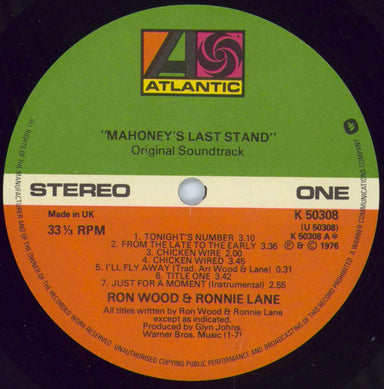 ATLANTIC
"MAHONEY'S LAST STAND"
Original Soundtrack
STEREO ONE
Made in UK K 50308
(U 50308)
33⅓ RPM K 50308 A*
1. TONIGHT'S NUMBER 3.10
2. FROM THE LATE TO THE EARLY 3.36 ℗ & © 1976
3. CHICKEN WIRE 2.00
4. CHICKEN WIRED 3.45
5. I'LL FLY AWAY (Trad. Arr Wood & Lane) 0.31
6. TITLE ONE 3.42
7. JUST FOR A MOMENT (Instrumental) 2.55
RON WOOD & RONNIE LANE
All titles written by Ron Wood & Ronnie Lane
except as indicated.
Produced by Glyn Johns.
Warner Bros. Music (1-7)
ALL RIGHTS OF THE MANUFACTURER AND OF THE OWNER OF THE RECORDED WORK RESERVED. UNAUTHORISED COPYING PUBLIC PERFORMANCE AND BROADCASTING OF THIS RECORD PROHIBITED. A WARNER COMMUNICATIONS COMPANY